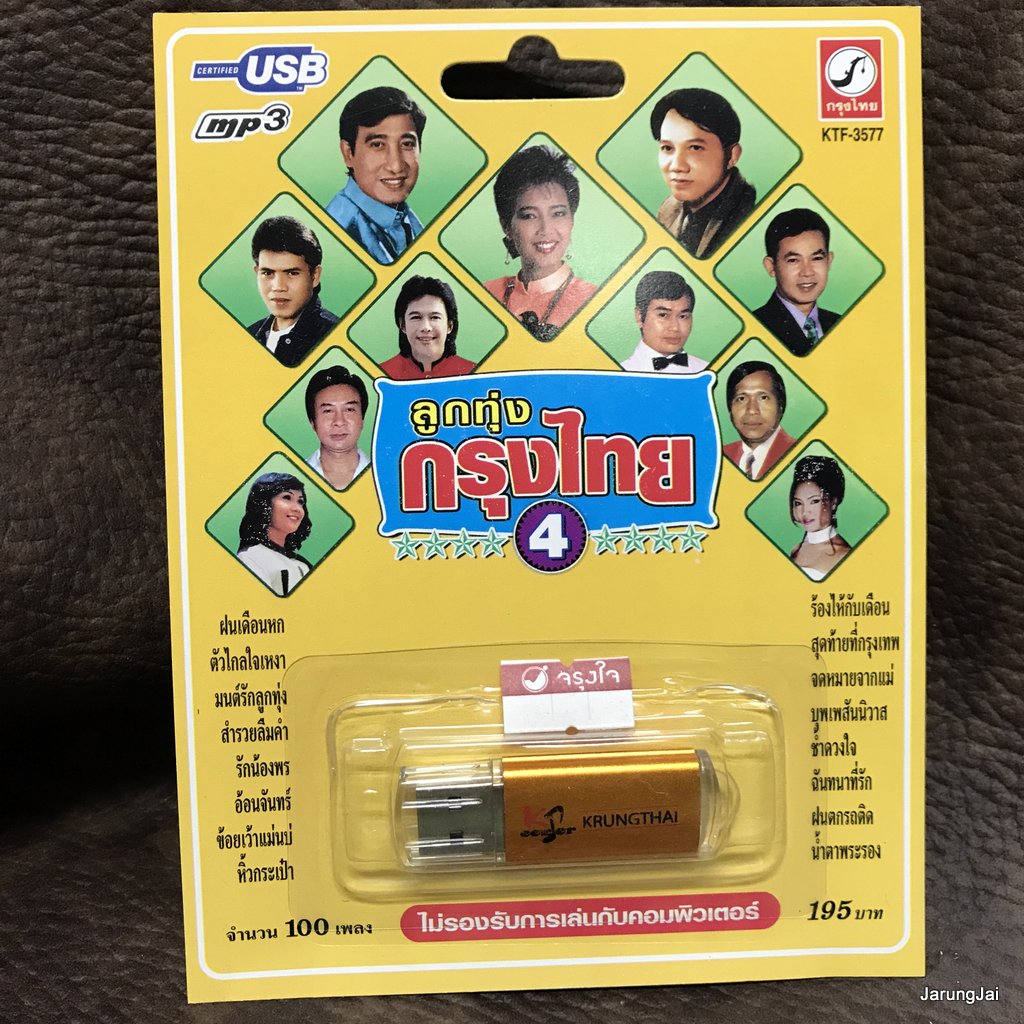 CERTIFIED USB TM
mp3
กรุงไทย
KTF-3577
ลูกทุ่ง
กรุงไทย
4
ฝนเดือนหก
ตัวไกลใจเหงา
มนต์รักลูกทุ่ง
สำรวยลืมคำ
รักน้องพร
อ้อนจันทร์
ข้อยเว้าแม่นบ่
หิ้วกระเป๋า
ร้องไห้กับเดือน
สุดท้ายที่กรุงเทพ
จดหมายจากแม่
บุพเพสันนิวาส
ช้ำดวงใจ
ฉันทนาที่รัก
ฝนตกรถติด
น้ำตาพระรอง
จรุงใจ
KRUNGTHAI
จำนวน 100 เพลง
ไม่รองรับการเล่นกับคอมพิวเตอร์
195 บาท
JarungJai